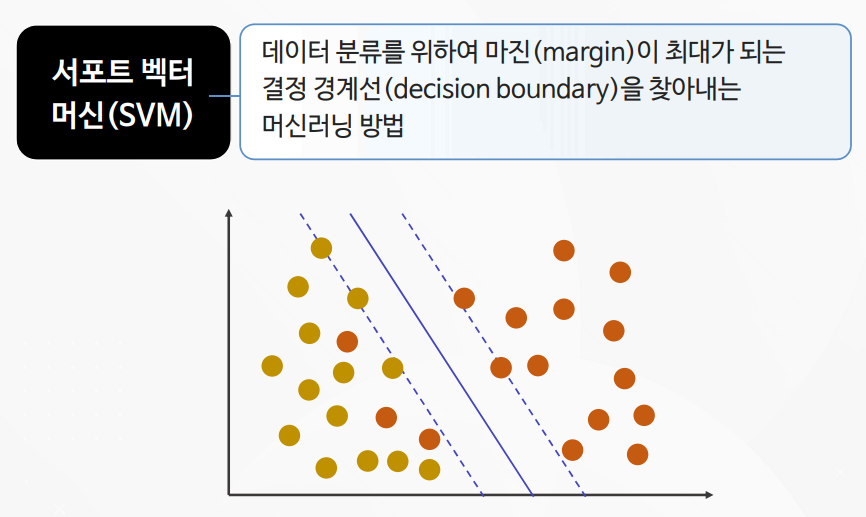 서포트 벡터
머신(SVM)
데이터 분류를 위하여 마진(margin)이 최대가 되는
결정 경계선(decision boundary)을 찾아내는
머신러닝 방법